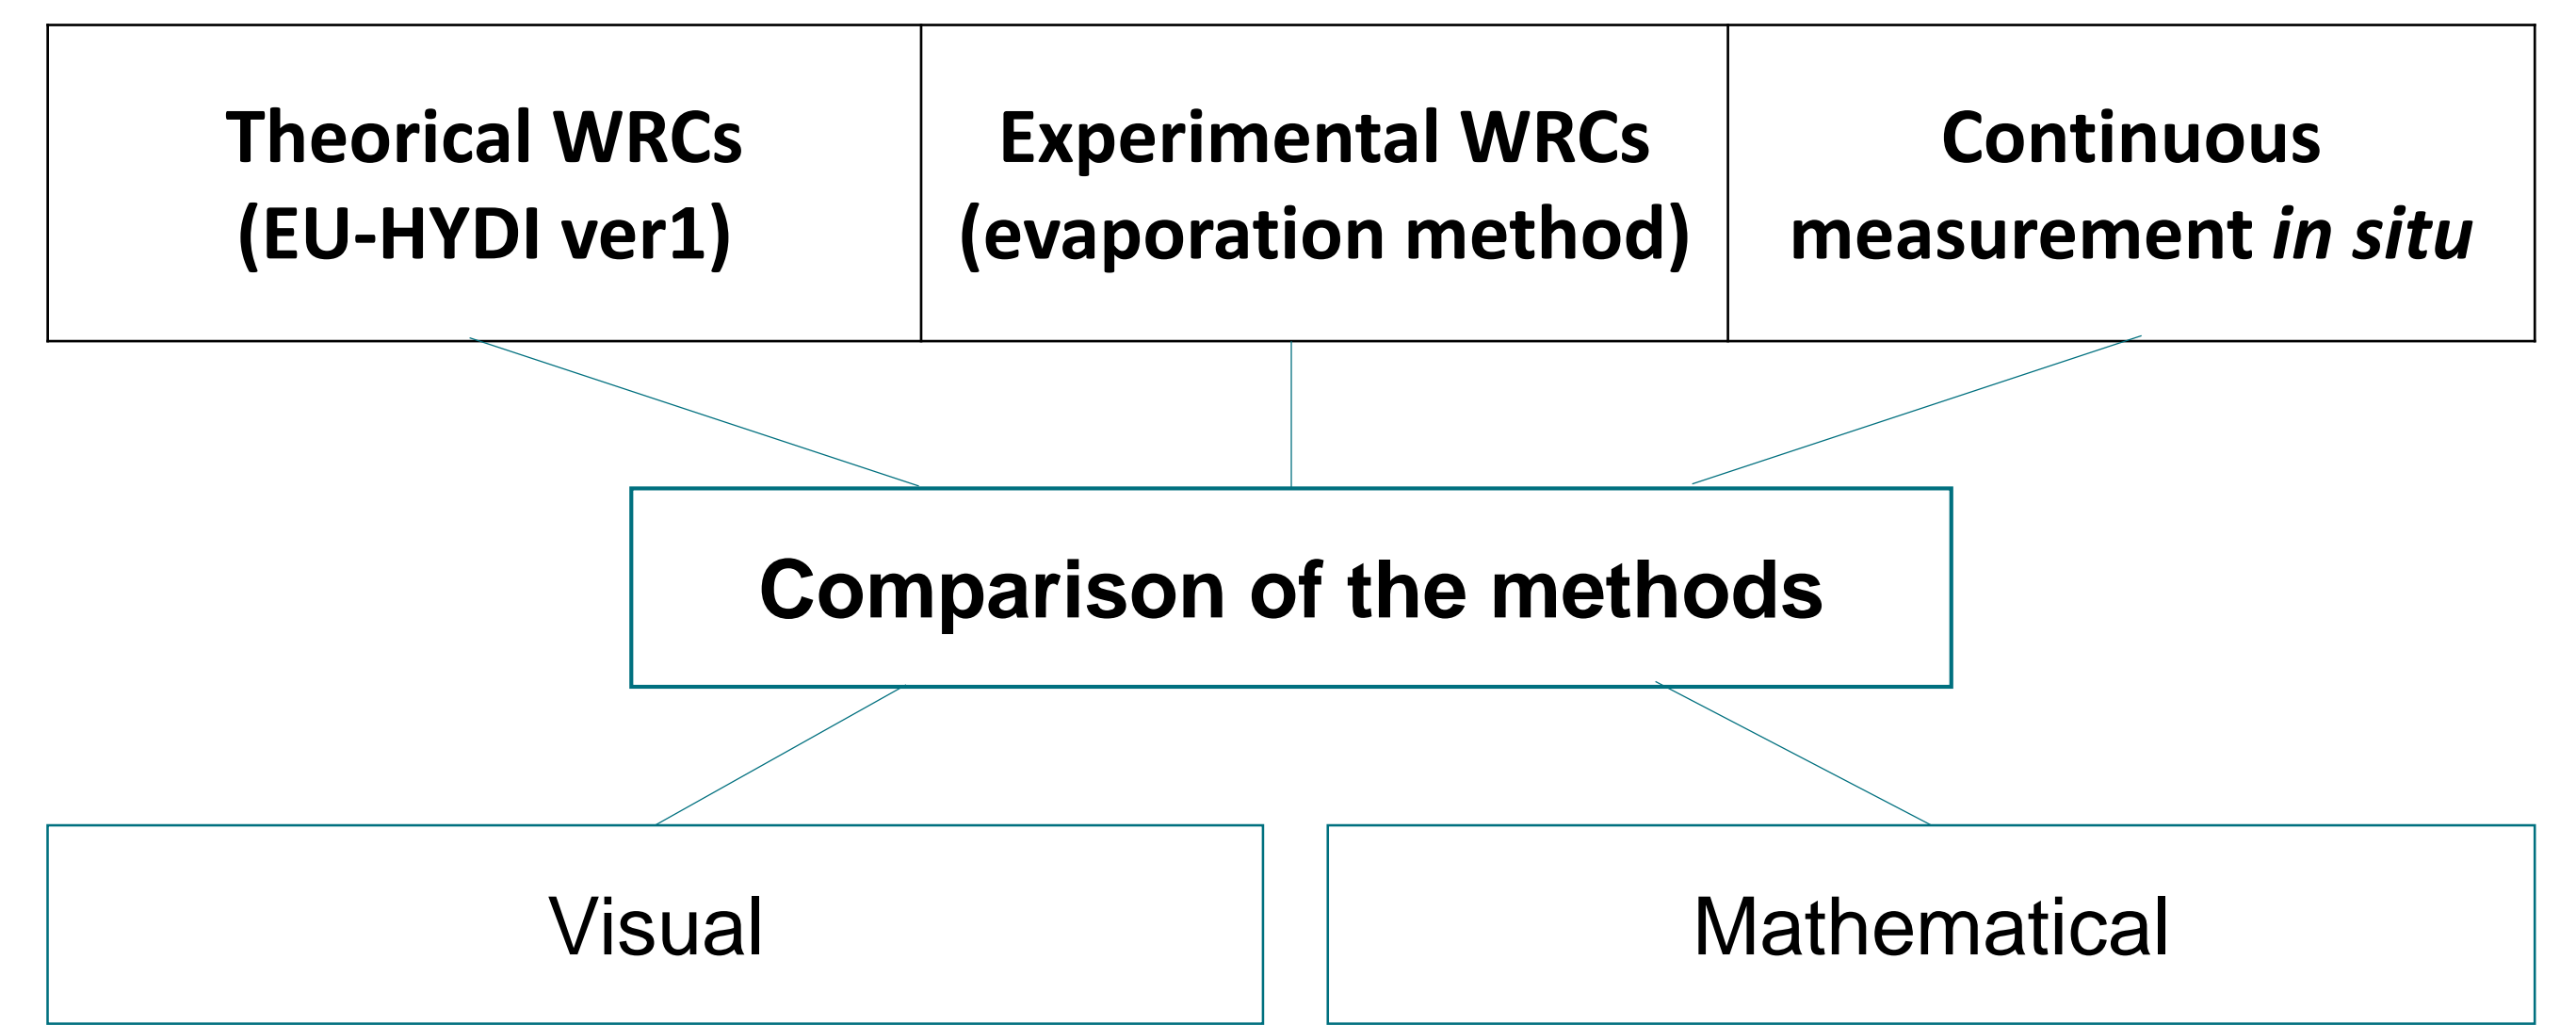 Theorical WRCs
(EU-HYDI ver1)
Experimental WRCs
(evaporation method)
Continuous
measurement in situ
Comparison of the methods
Visual
Mathematical